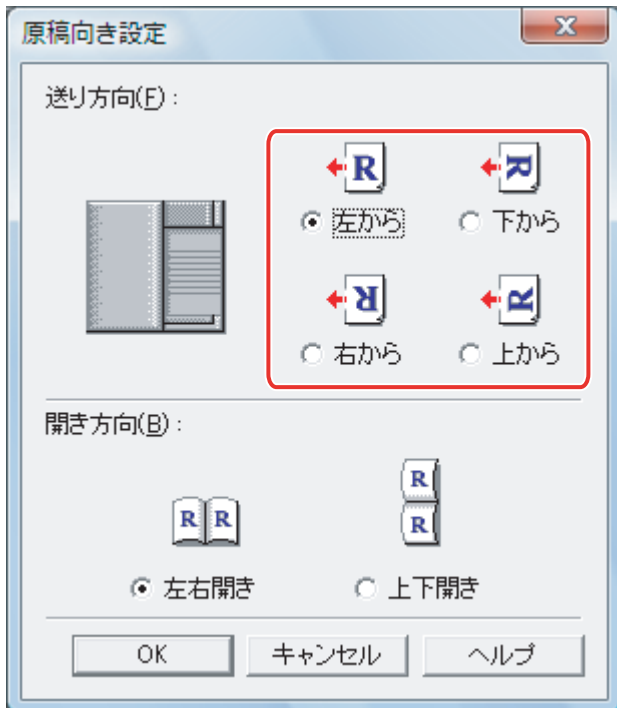 原稿向き設定
送り方向(F):
R R
左から 下から
R R
右から 上から
開き方向(B):
R
R R
R
左右開き 上下開き
OK キャンセル ヘルプ